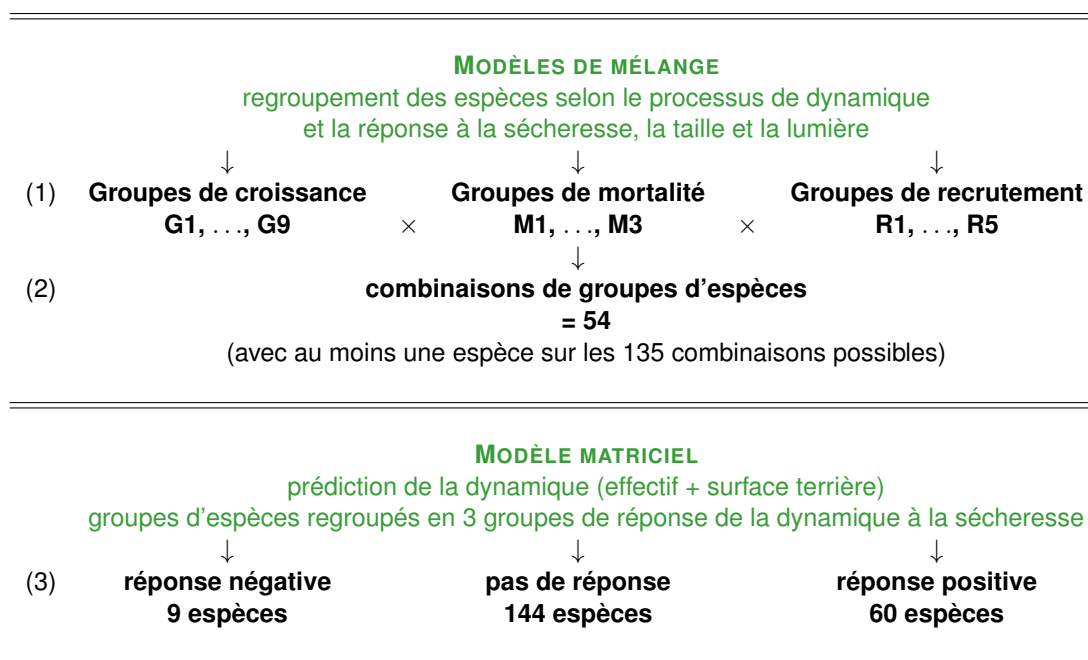 MODÈLES DE MÉLANGE
regroupement des espèces selon le processus de dynamique
et la réponse à la sécheresse, la taille et la lumière
↓ ↓ ↓
(1) Groupes de croissance Groupes de mortalité Groupes de recrutement
G1, . . ., G9 × M1, . . ., M3 × R1, . . ., R5
↓
(2) combinaisons de groupes d'espèces
= 54
(avec au moins une espèce sur les 135 combinaisons possibles)
MODÈLE MATRICIEL
prédiction de la dynamique (effectif + surface terrière)
groupes d'espèces regroupés en 3 groupes de réponse de la dynamique à la sécheresse
↓ ↓ ↓
(3) réponse négative pas de réponse réponse positive
9 espèces 144 espèces 60 espèces